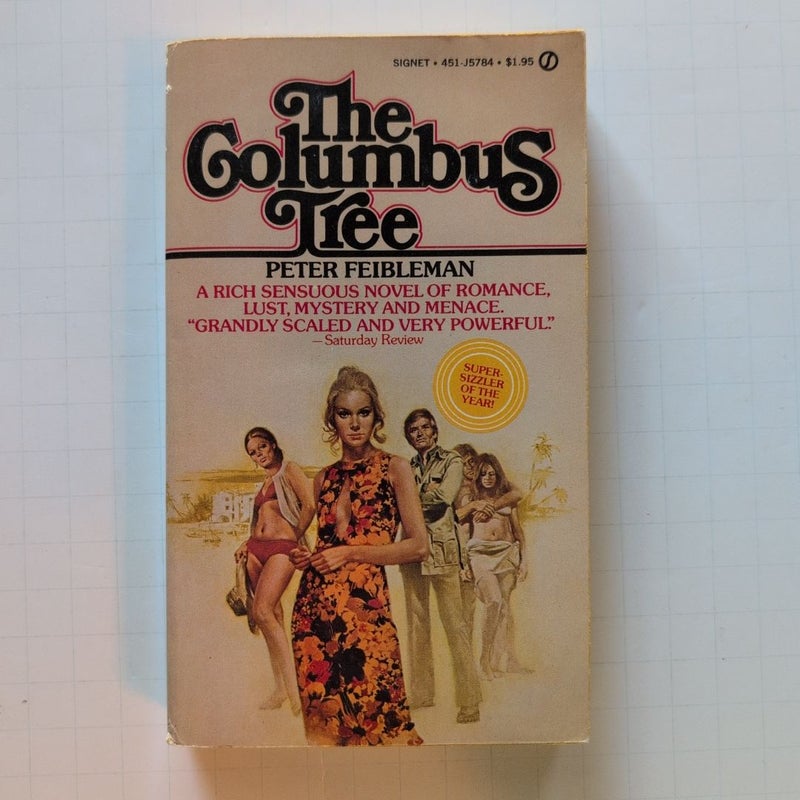 SIGNET • 451-J5784 • $1.95
The
Columbus
Tree
PETER FEIBLEMAN
A RICH SENSUOUS NOVEL OF ROMANCE,
LUST, MYSTERY AND MENACE.
“GRANDLY SCALED AND VERY POWERFUL.”
—Saturday Review
SUPER-
SIZZLER
OF THE
YEAR!